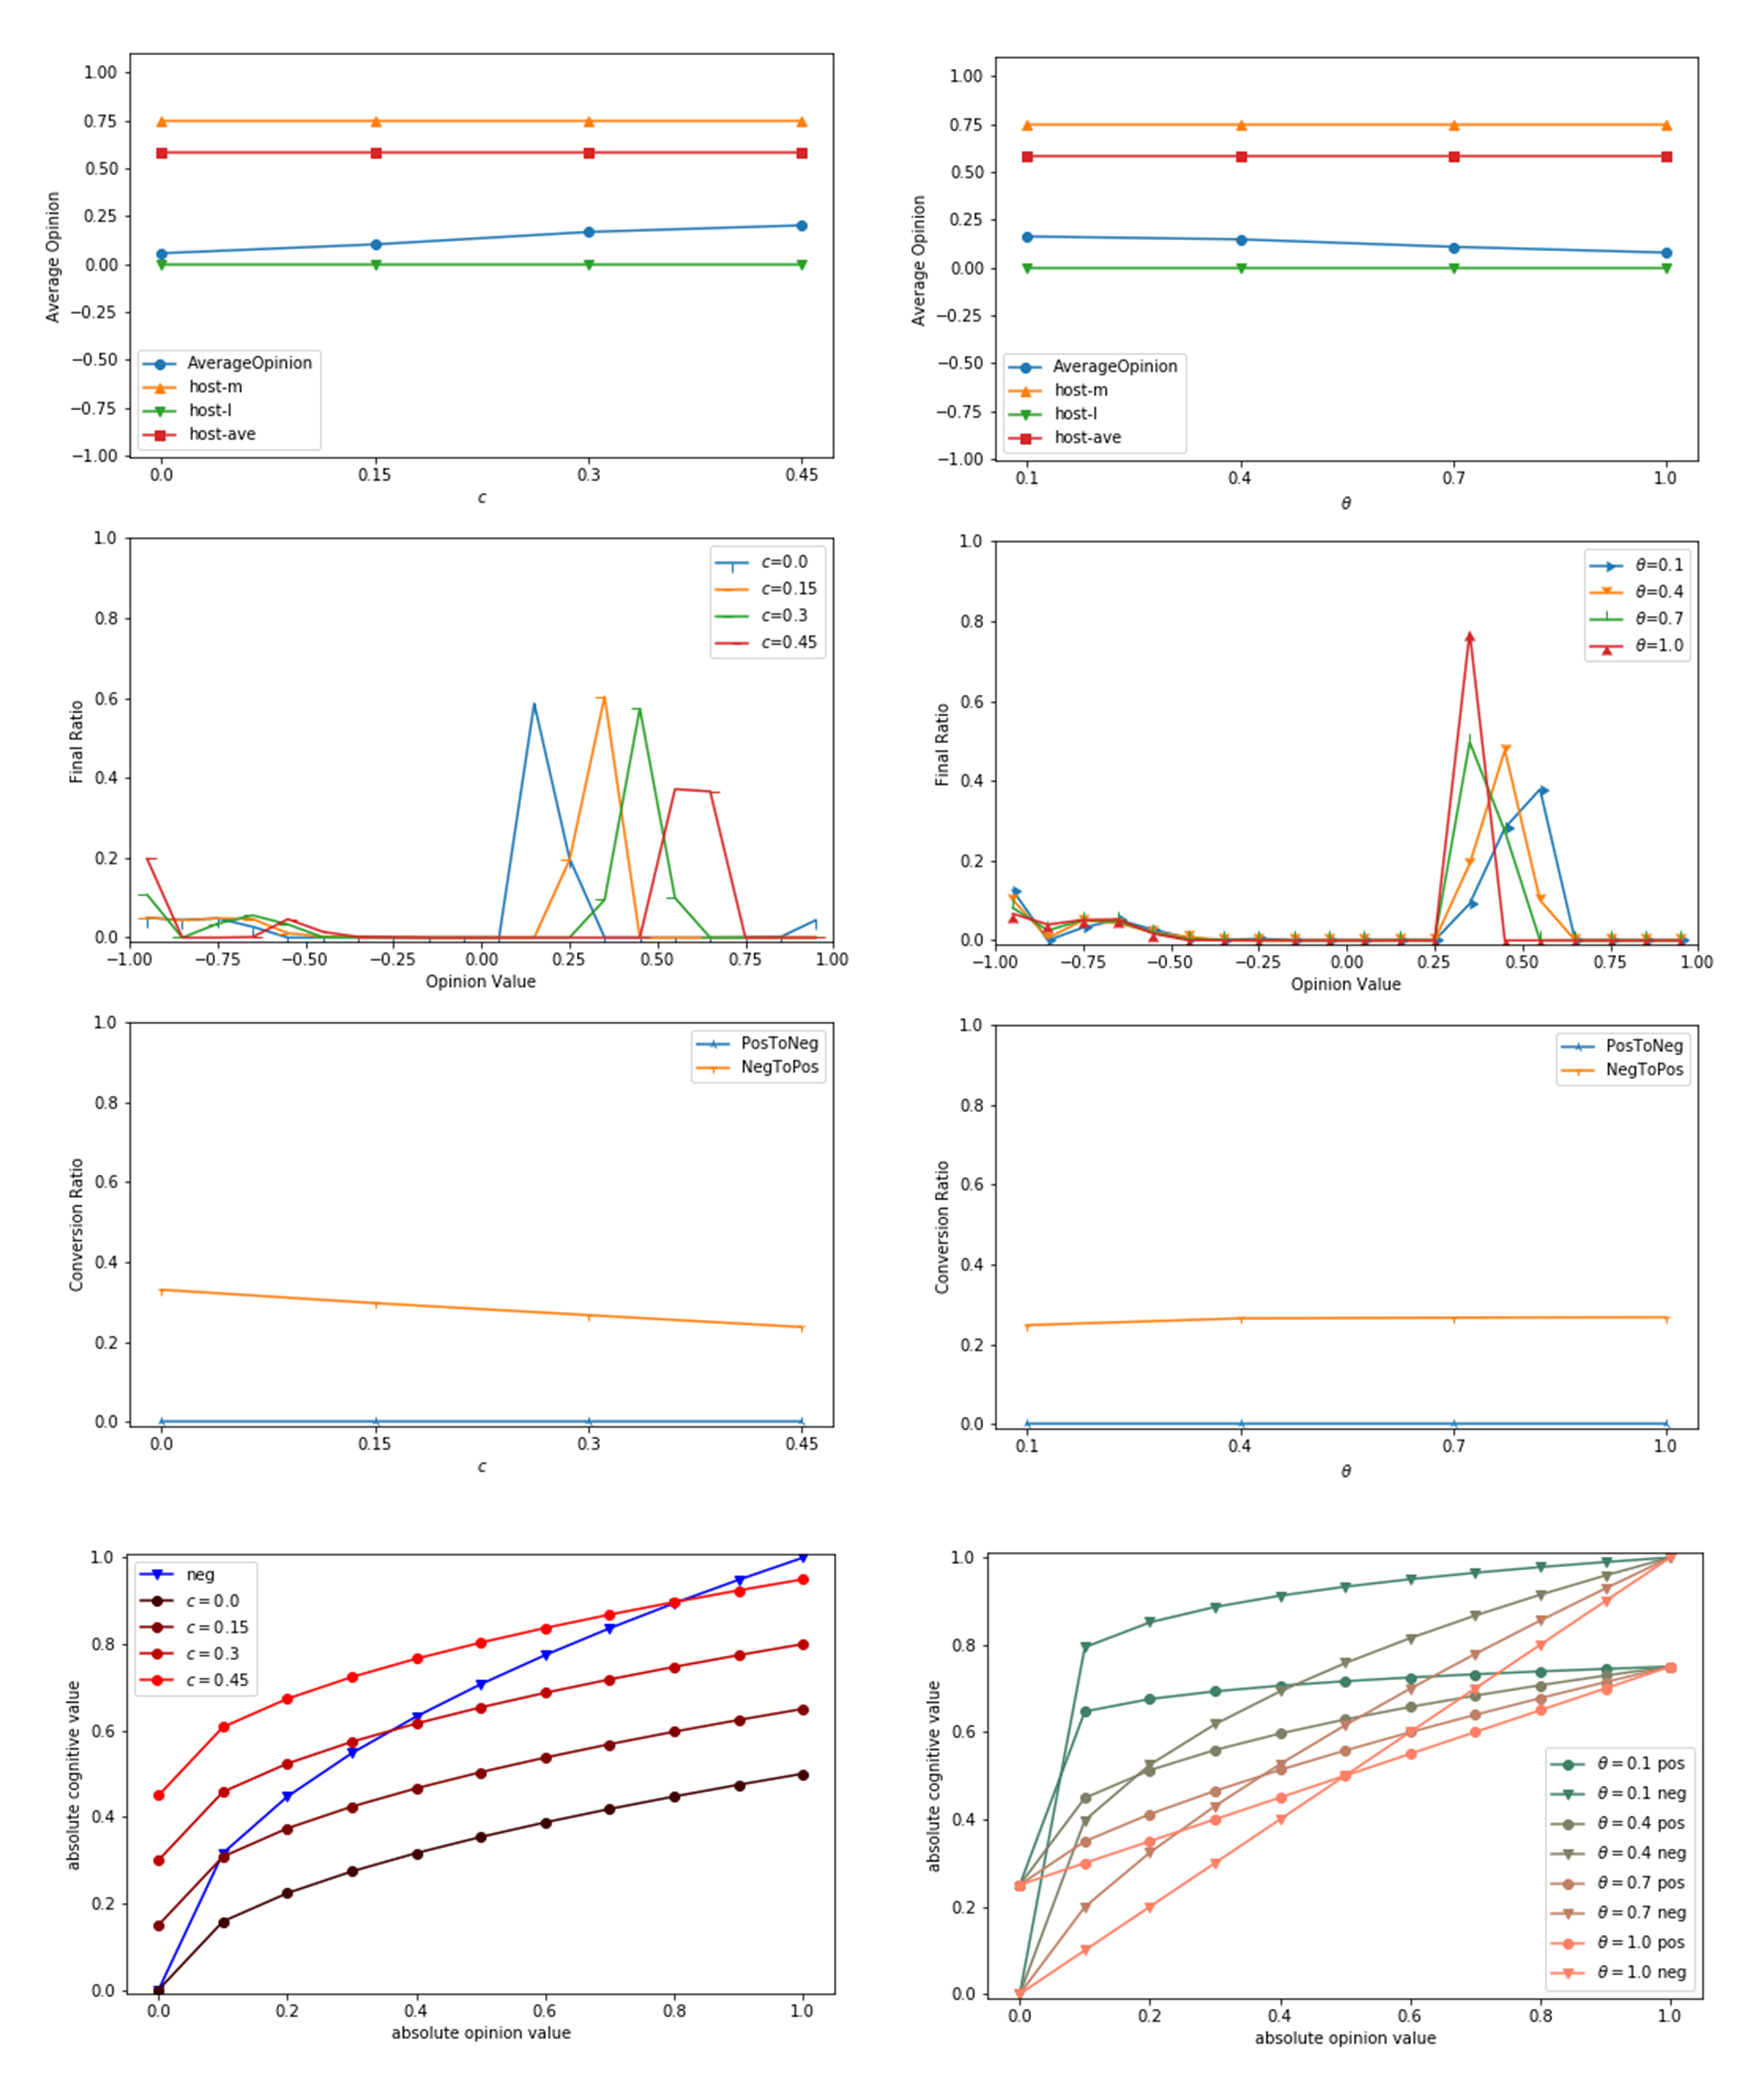 1.00
0.75
0.50
0.25
0.00
−0.25
−0.50
−0.75
−1.00
Average Opinion
AverageOpinion
host-m
host-l
host-ave
0.0 0.15 0.3 0.45
c
1.00
0.75
0.50
0.25
0.00
−0.25
−0.50
−0.75
−1.00
Average Opinion
AverageOpinion
host-m
host-l
host-ave
0.1 0.4 0.7 1.0
θ
1.0
0.8
0.6
0.4
0.2
0.0
Final Ratio
c=0.0
c=0.15
c=0.3
c=0.45
−1.00 −0.75 −0.50 −0.25 0.00 0.25 0.50 0.75 1.00
Opinion Value
1.0
0.8
0.6
0.4
0.2
0.0
Final Ratio
θ=0.1
θ=0.4
θ=0.7
θ=1.0
−1.00 −0.75 −0.50 −0.25 0.00 0.25 0.50 0.75 1.00
Opinion Value
1.0
0.8
0.6
0.4
0.2
0.0
Conversion Ratio
PosToNeg
NegToPos
0.0 0.15 0.3 0.45
c
1.0
0.8
0.6
0.4
0.2
0.0
Conversion Ratio
PosToNeg
NegToPos
0.1 0.4 0.7 1.0
θ
1.0
0.8
0.6
0.4
0.2
0.0
absolute cognitive value
neg
c = 0.0
c = 0.15
c = 0.3
c = 0.45
0.0 0.2 0.4 0.6 0.8 1.0
absolute opinion value
1.0
0.8
0.6
0.4
0.2
0.0
absolute cognitive value
θ = 0.1 pos
θ = 0.1 neg
θ = 0.4 pos
θ = 0.4 neg
θ = 0.7 pos
θ = 0.7 neg
θ = 1.0 pos
θ = 1.0 neg
0.0 0.2 0.4 0.6 0.8 1.0
absolute opinion value